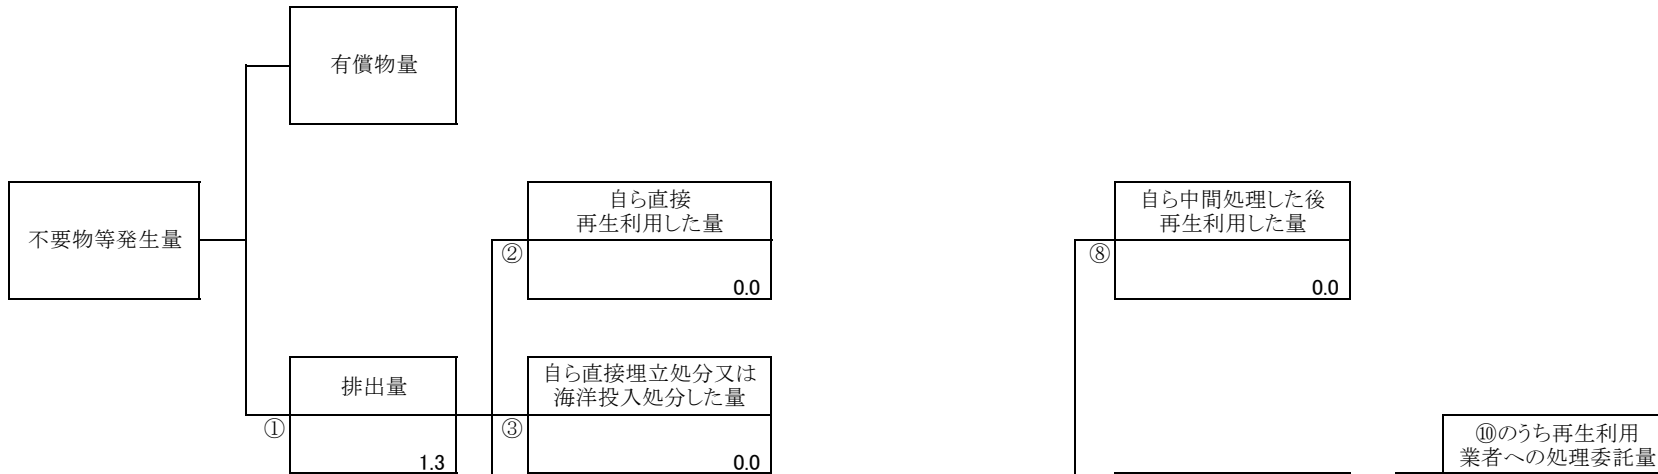 有償物量
不要物等発生量
自ら直接
再生利用した量
②
0.0
自ら中間処理した後
再生利用した量
⑧
0.0
排出量
①
1.3
自ら直接埋立処分又は
海洋投入処分した量
③
0.0
⑩のうち再生利用
業者への処理委託量